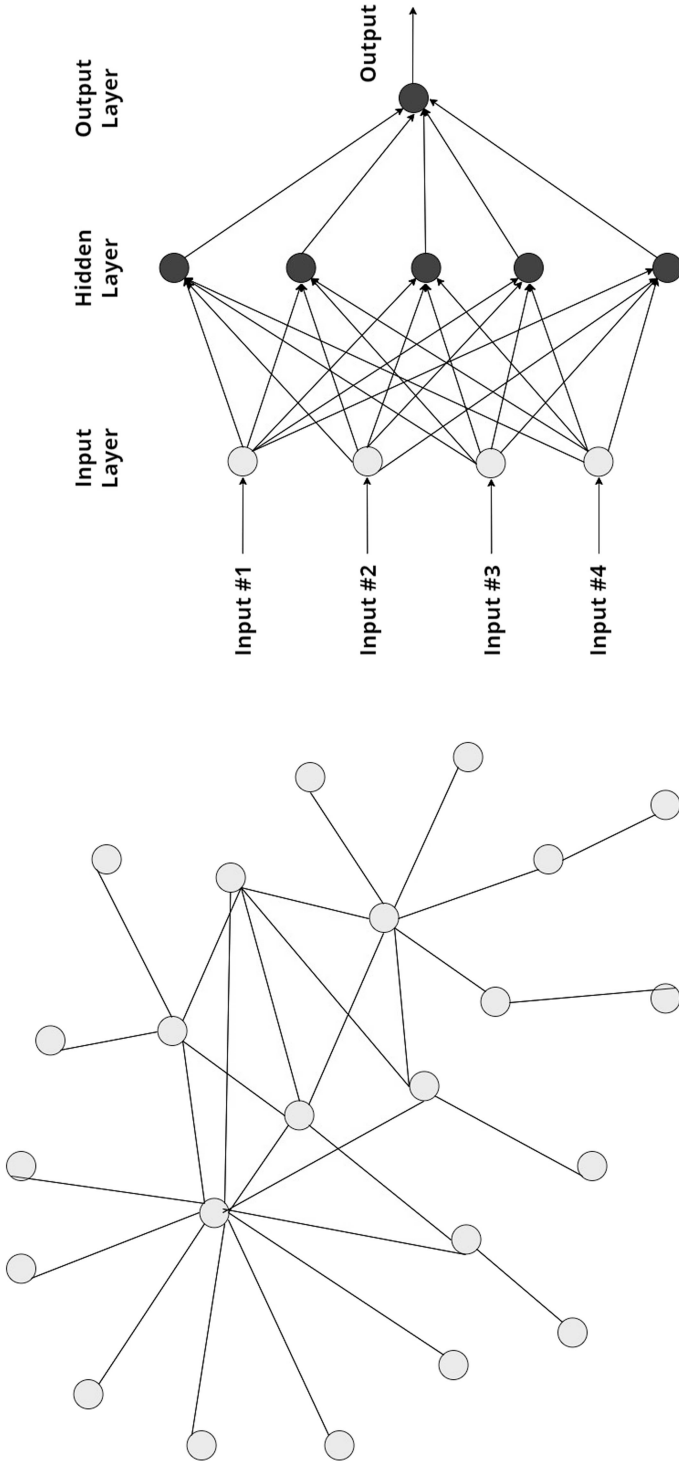 Input
Layer
Hidden
Layer
Output
Layer
Input #1
Input #2
Input #3
Input #4
Output